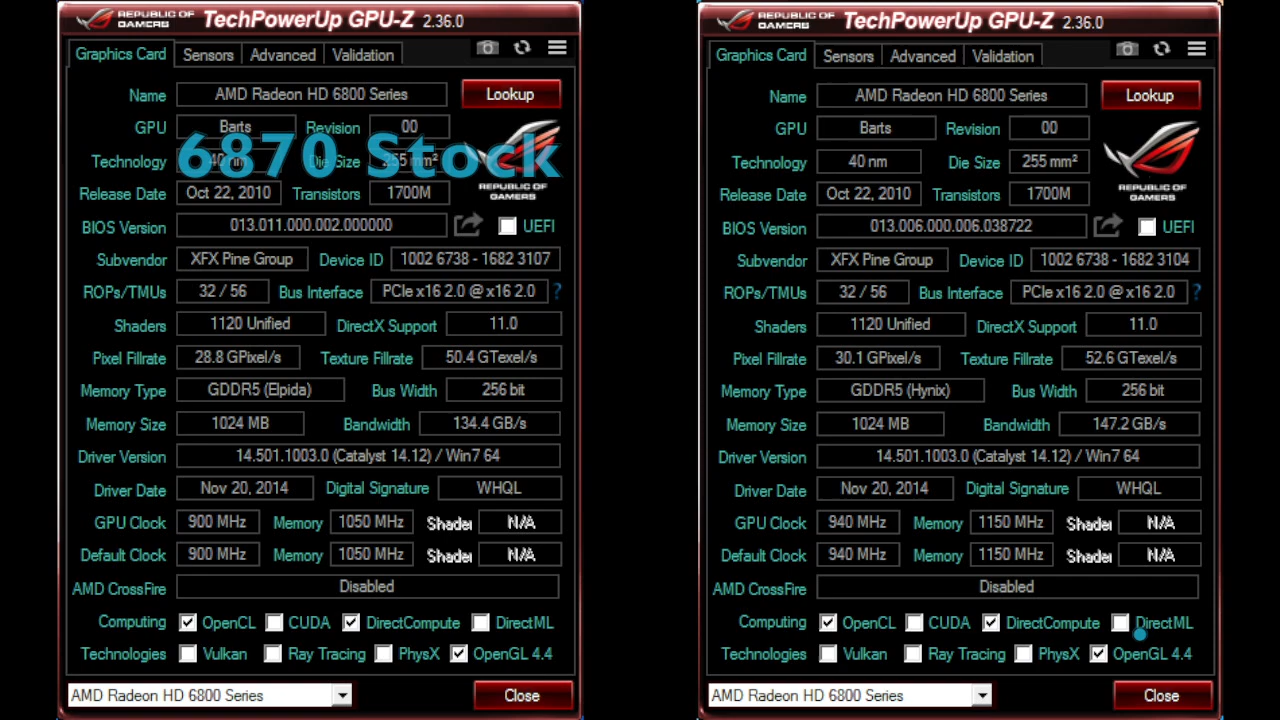 REPUBLIC OF GAMERS TechPowerUp GPU-Z 2.36.0
Graphics Card Sensors Advanced Validation
Name AMD Radeon HD 6800 Series Lookup
GPU Barts Revision 00
6870 Stock
Technology 40 nm Die Size 255 mm²
REPUBLIC OF GAMERS
Release Date Oct 22, 2010 Transistors 1700M
BIOS Version 013.011.000.002.000000 UEFI
Subvendor XFX Pine Group Device ID 1002 6738 - 1682 3107
ROPs/TMUs 32 / 56 Bus Interface PCIe x16 2.0 @ x16 2.0 ?
Shaders 1120 Unified DirectX Support 11.0
Pixel Fillrate 28.8 GPixel/s Texture Fillrate 50.4 GTexel/s
Memory Type GDDR5 (Elpida) Bus Width 256 bit
Memory Size 1024 MB Bandwidth 134.4 GB/s
Driver Version 14.501.1003.0 (Catalyst 14.12) / Win7 64
Driver Date Nov 20, 2014 Digital Signature WHQL
GPU Clock 900 MHz Memory 1050 MHz Shader N/A
Default Clock 900 MHz Memory 1050 MHz Shader N/A
AMD CrossFire Disabled
Computing OpenCL CUDA DirectCompute DirectML
Technologies Vulkan Ray Tracing PhysX OpenGL 4.4
AMD Radeon HD 6800 Series Close
REPUBLIC OF GAMERS TechPowerUp GPU-Z 2.36.0
Graphics Card Sensors Advanced Validation
Name AMD Radeon HD 6800 Series Lookup
GPU Barts Revision 00
Technology 40 nm Die Size 255 mm²
REPUBLIC OF GAMERS
Release Date Oct 22, 2010 Transistors 1700M
BIOS Version 013.006.000.006.038722 UEFI
Subvendor XFX Pine Group Device ID 1002 6738 - 1682 3104
ROPs/TMUs 32 / 56 Bus Interface PCIe x16 2.0 @ x16 2.0 ?
Shaders 1120 Unified DirectX Support 11.0
Pixel Fillrate 30.1 GPixel/s Texture Fillrate 52.6 GTexel/s
Memory Type GDDR5 (Hynix) Bus Width 256 bit
Memory Size 1024 MB Bandwidth 147.2 GB/s
Driver Version 14.501.1003.0 (Catalyst 14.12) / Win7 64
Driver Date Nov 20, 2014 Digital Signature WHQL
GPU Clock 940 MHz Memory 1150 MHz Shader N/A
Default Clock 940 MHz Memory 1150 MHz Shader N/A
AMD CrossFire Disabled
Computing OpenCL CUDA DirectCompute DirectML
Technologies Vulkan Ray Tracing PhysX OpenGL 4.4
AMD Radeon HD 6800 Series Close